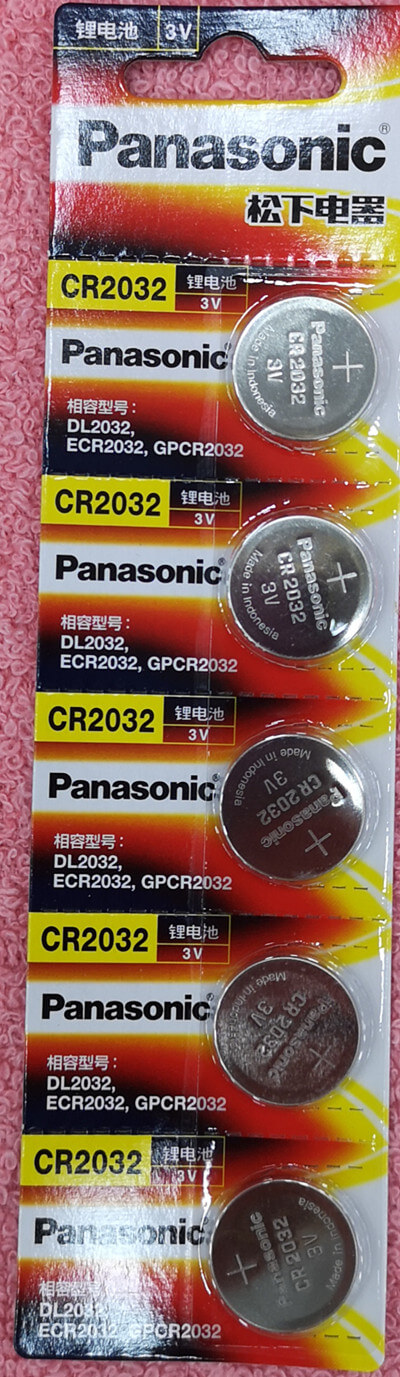 锂电池 3V
Panasonic®
松下电器
CR2032 锂电池 3V
Panasonic®
相容型号：
DL2032,
ECR2032, GPCR2032
Panasonic
CR2032
3V
Made in Indonesia
+
CR2032 锂电池 3V
Panasonic®
相容型号：
DL2032,
ECR2032, GPCR2032
Panasonic
CR2032
3V
Made in Indonesia
+
CR2032 锂电池 3V
Panasonic®
相容型号：
DL2032,
ECR2032, GPCR2032
Made in Indonesia
3V
CR2032
Panasonic
+
CR2032 锂电池 3V
Panasonic®
相容型号：
DL2032,
ECR2032, GPCR2032
Made in Indonesia
3V
CR2032
Panasonic
+
CR2032 锂电池 3V
Panasonic
相容型号：
DL2032,
ECR2032, GPCR2032
Panasonic
CR2032
3V
Made in Indonesia
+